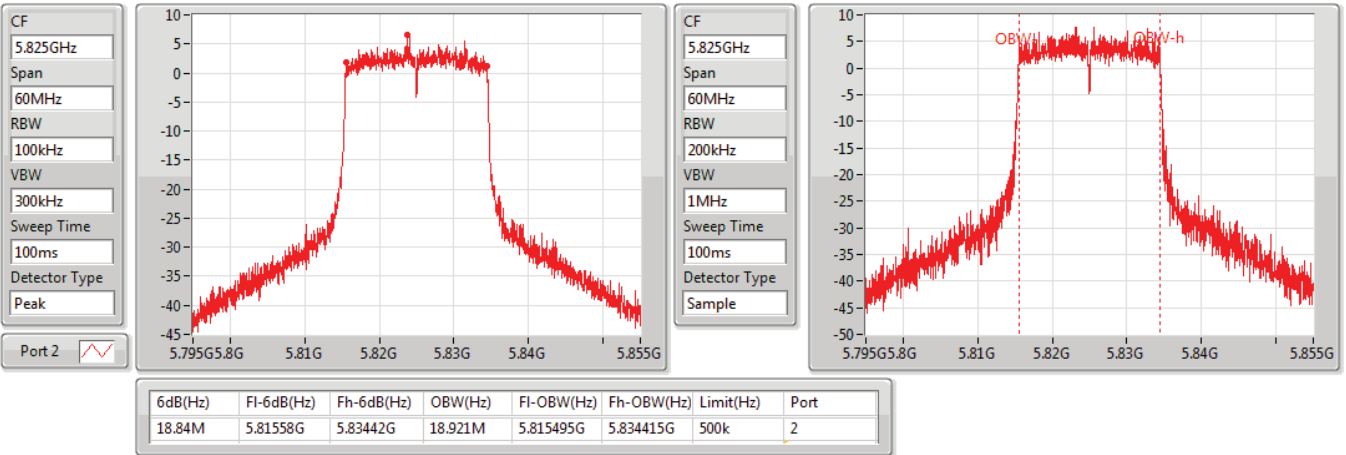 CF
5.825GHz
Span
60MHz
RBW
100kHz
VBW
300kHz
Sweep Time
100ms
Detector Type
Peak
Port 2
10
5
0
-5
-10
-15
-20
-25
-30
-35
-40
-45
5.795G 5.8G 5.81G 5.82G 5.83G 5.84G 5.855G
CF
5.825GHz
Span
60MHz
RBW
200kHz
VBW
1MHz
Sweep Time
100ms
Detector Type
Sample
10
5
0
-5
-10
-15
-20
-25
-30
-35
-40
-45
-50
OBW-l OBW-h
5.795G 5.8G 5.81G 5.82G 5.83G 5.84G 5.855G
6dB(Hz) Fl-6dB(Hz) Fh-6dB(Hz) OBW(Hz) Fl-OBW(Hz) Fh-OBW(Hz) Limit(Hz) Port
18.84M 5.81558G 5.83442G 18.921M 5.815495G 5.834415G 500k 2